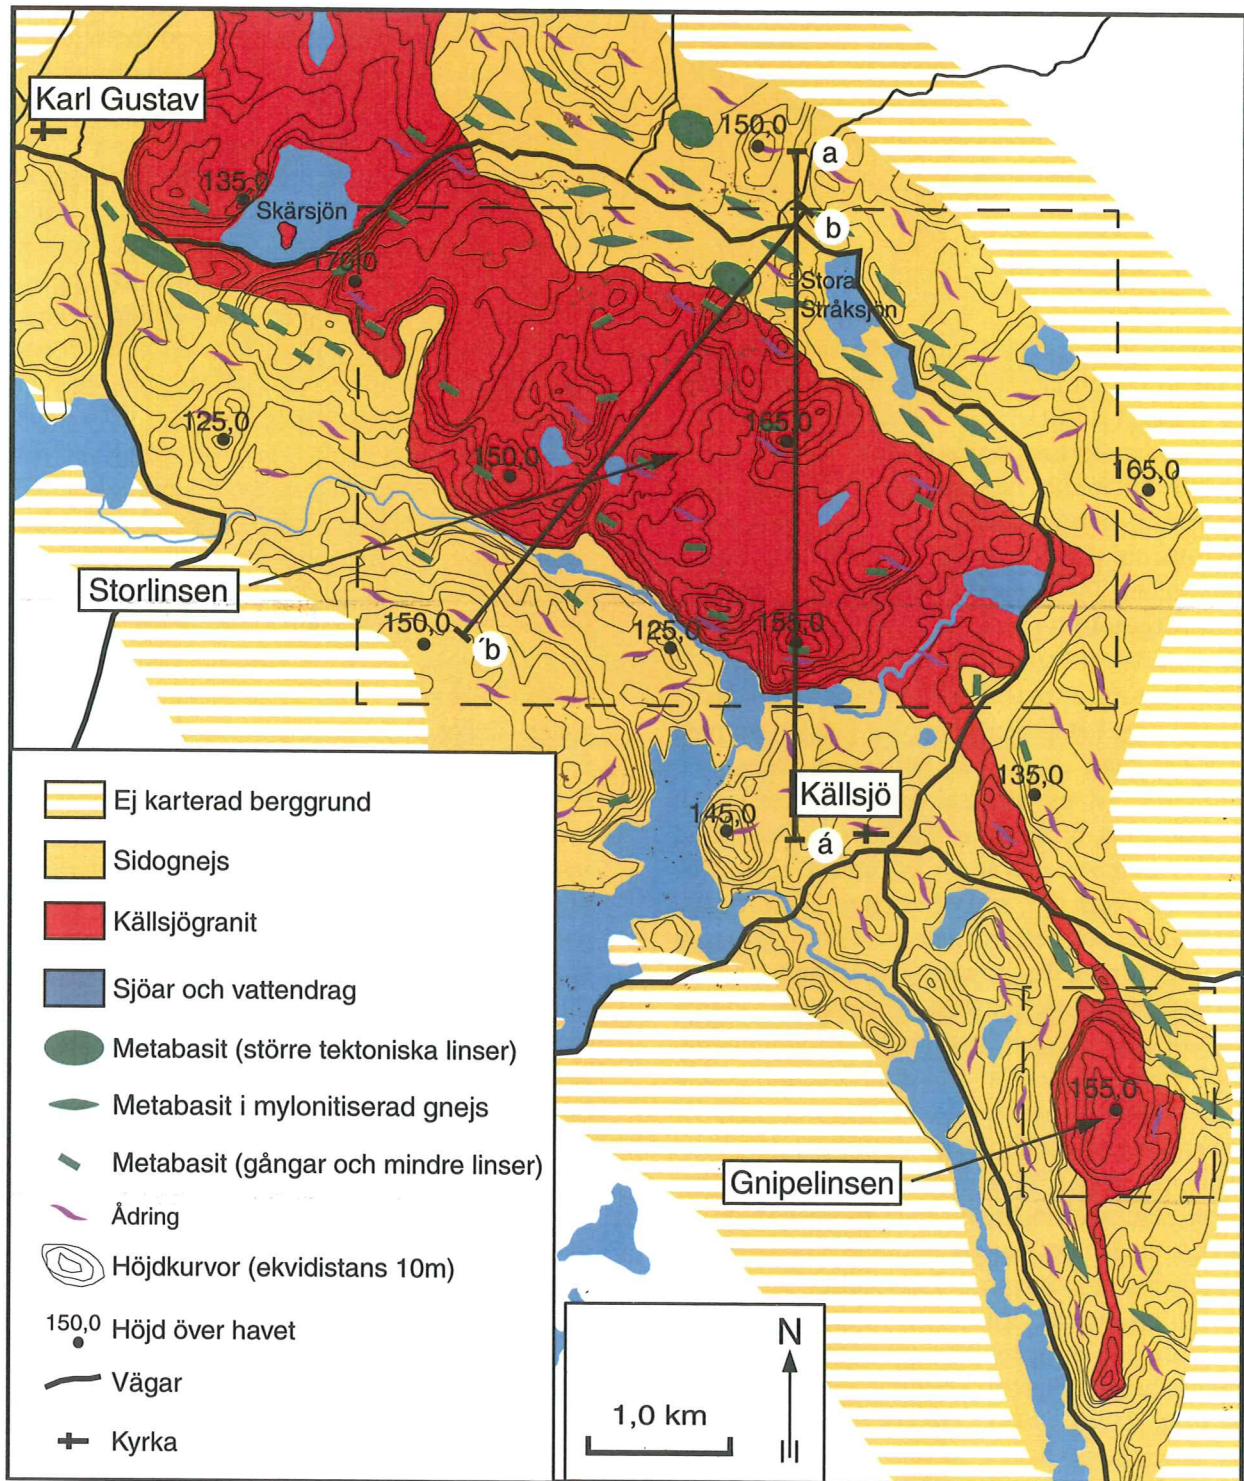 Karl Gustav
150,0
a
135,0
Skärsjön
b
170,0
Stora
Stråksjön
125,0
165,0
150,0
165,0
Storlinsen
150,0
´b
125,0
155,0
Källsjö
135,0
145,0
á
155,0
Gnipelinsen
Ej karterad berggrund
Sidognejs
Källsjögranit
Sjöar och vattendrag
Metabasit (större tektoniska linser)
Metabasit i mylonitiserad gnejs
Metabasit (gångar och mindre linser)
Ådring
Höjdkurvor (ekvidistans 10m)
150,0 Höjd över havet
Vägar
Kyrka
N
1,0 km